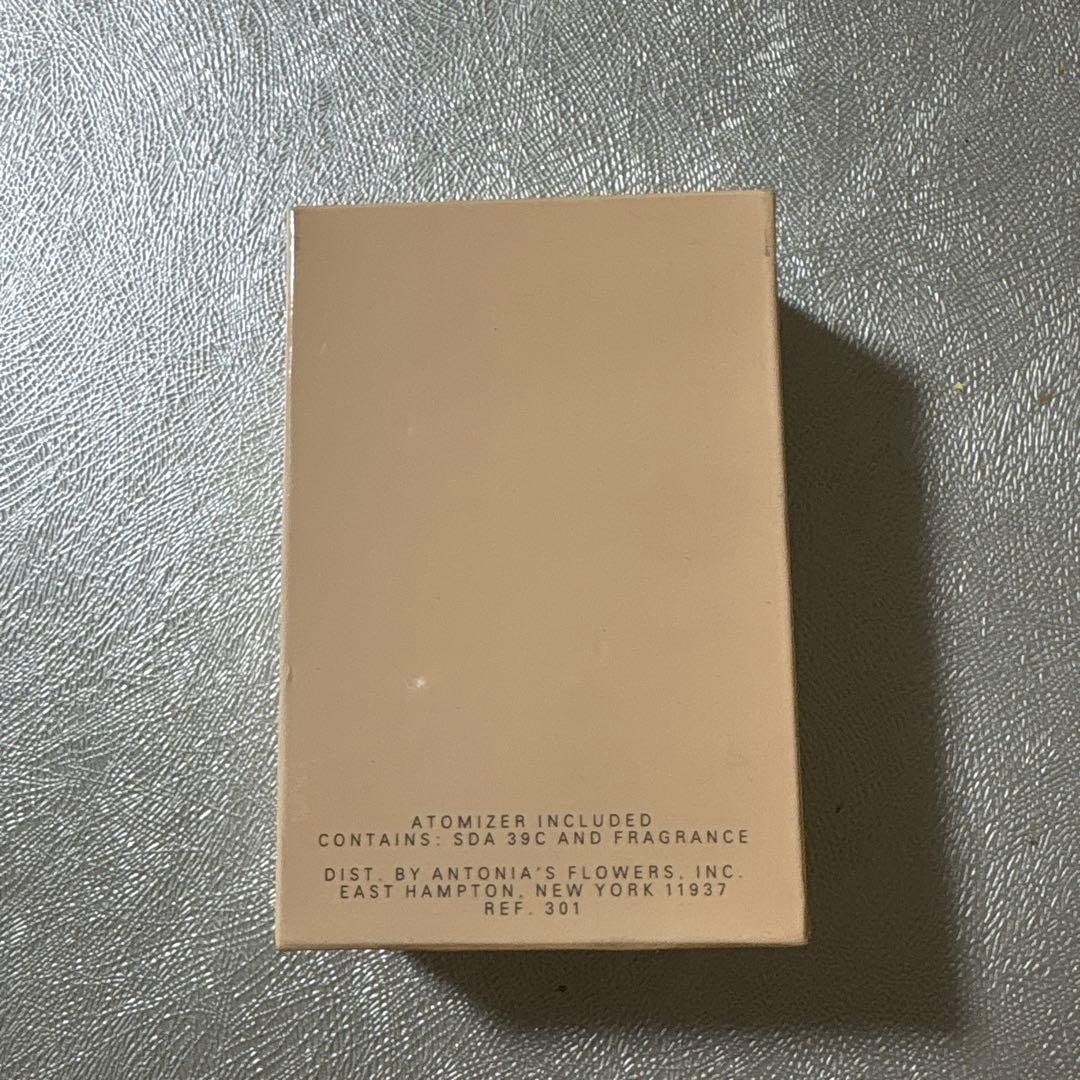 ATOMIZER INCLUDED
CONTAINS: SDA 39C AND FRAGRANCE
DIST. BY ANTONIA'S FLOWERS, INC.
EAST HAMPTON, NEW YORK 11937
REF. 301